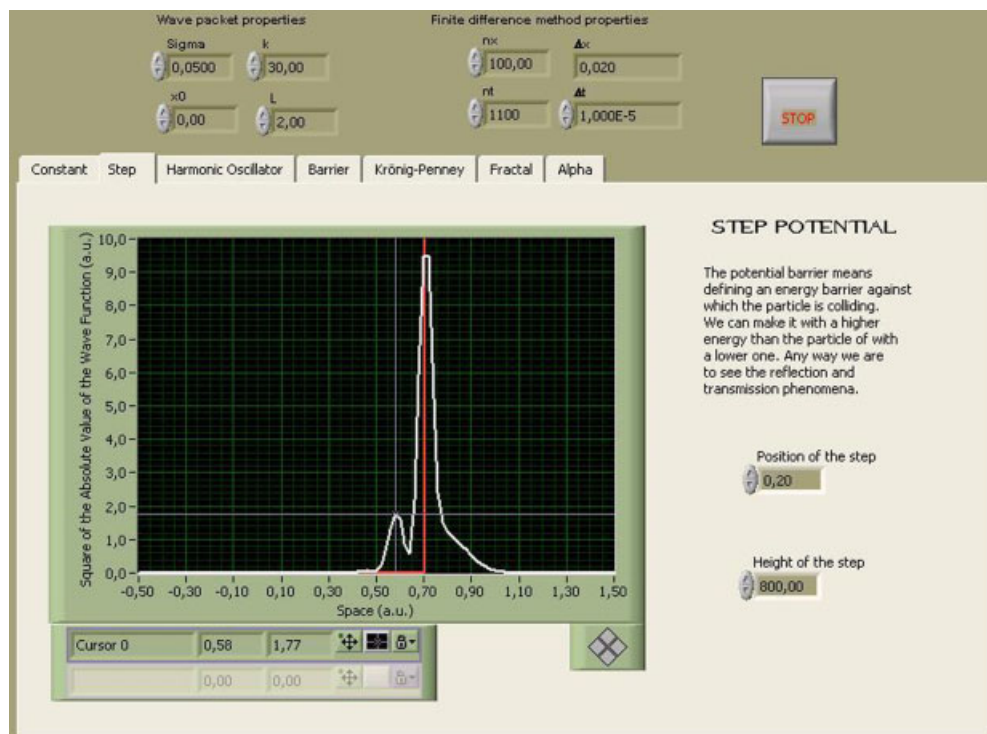 Wave packet properties
Finite difference method properties
Sigma
k
nx
Δx
0,0500
30,00
100,00
0,020
x0
L
nt
Δt
0,00
2,00
1100
1,000E-5
STOP
Constant Step Harmonic Oscillator Barrier Krönig-Penney Fractal Alpha
STEP POTENTIAL
The potential barrier means
defining an energy barrier against
which the particle is colliding.
We can make it with a higher
energy than the particle of with
a lower one. Any way we are
to see the reflection and
transmission phenomena.
Position of the step
0,20
Height of the step
800,00
Square of the Absolute Value of the Wave Function (a.u.)
10,0
9,0
8,0
7,0
6,0
5,0
4,0
3,0
2,0
1,0
0,0
-0,50 -0,30 -0,10 0,10 0,30 0,50 0,70 0,90 1,10 1,30 1,50
Space (a.u.)
Cursor 0 0,58 1,77
0,00 0,00